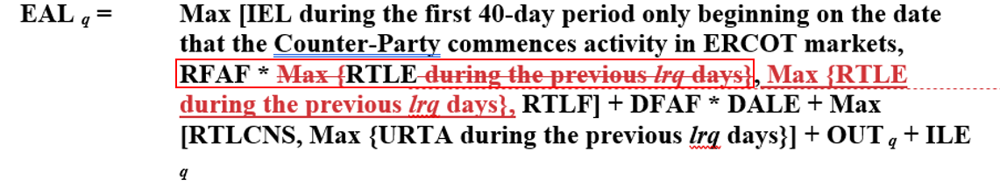 EAL q = Max [IEL during the first 40-day period only beginning on the date
that the Counter-Party commences activity in ERCOT markets,
RFAF * Max {RTLE during the previous lrq days}, Max {RTLE
during the previous lrq days}, RTLF] + DFAF * DALE + Max
[RTLCNS, Max {URTA during the previous lrq days}] + OUT q + ILE
q